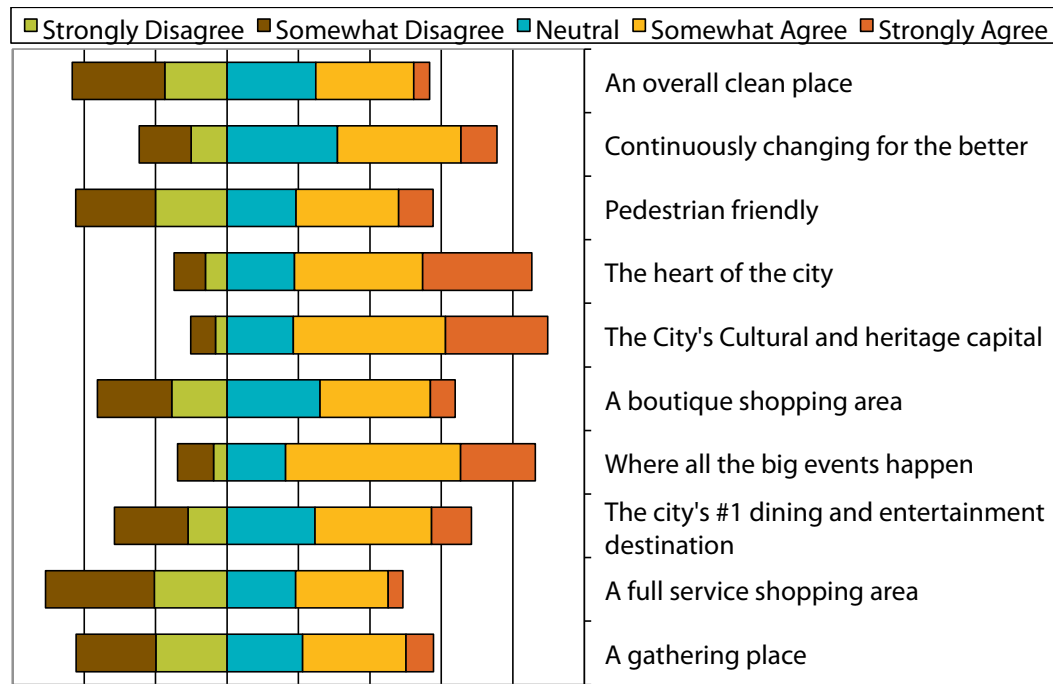 Strongly Disagree Somewhat Disagree Neutral Somewhat Agree Strongly Agree
An overall clean place
Continuously changing for the better
Pedestrian friendly
The heart of the city
The City's Cultural and heritage capital
A boutique shopping area
Where all the big events happen
The city's #1 dining and entertainment
destination
A full service shopping area
A gathering place